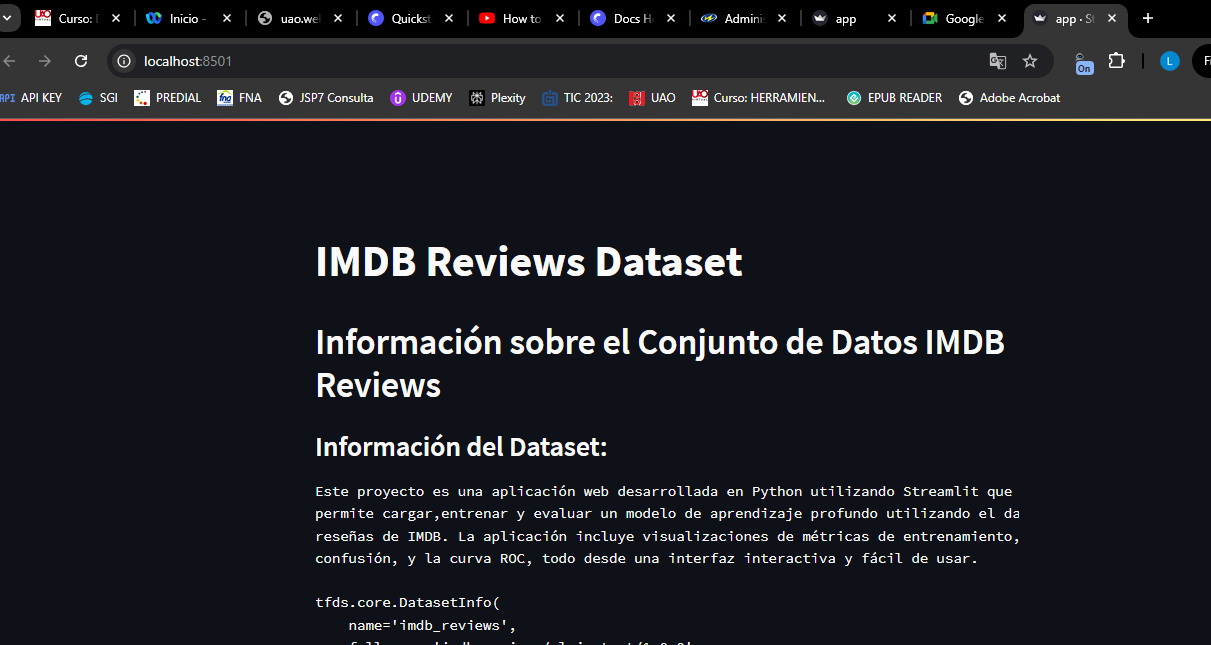 Curso:
Inicio -
uao.we
Quickst
How to
Docs H
Admini
app
Google
app · St
localhost:8501
On
L
API
API KEY
SGI
PREDIAL
fng
FNA
JSP7 Consulta
UDEMY
Plexity
TIC 2023:
UAO
Curso: HERRAMIEN...
EPUB READER
Adobe Acrobat
IMDB Reviews Dataset
Información sobre el Conjunto de Datos IMDB
Reviews
Información del Dataset:
Este proyecto es una aplicación web desarrollada en Python utilizando Streamlit que
permite cargar,entrenar y evaluar un modelo de aprendizaje profundo utilizando el da
reseñas de IMDB. La aplicación incluye visualizaciones de métricas de entrenamiento,
confusión, y la curva ROC, todo desde una interfaz interactiva y fácil de usar.
tfds.core.DatasetInfo(
name='imdb_reviews',